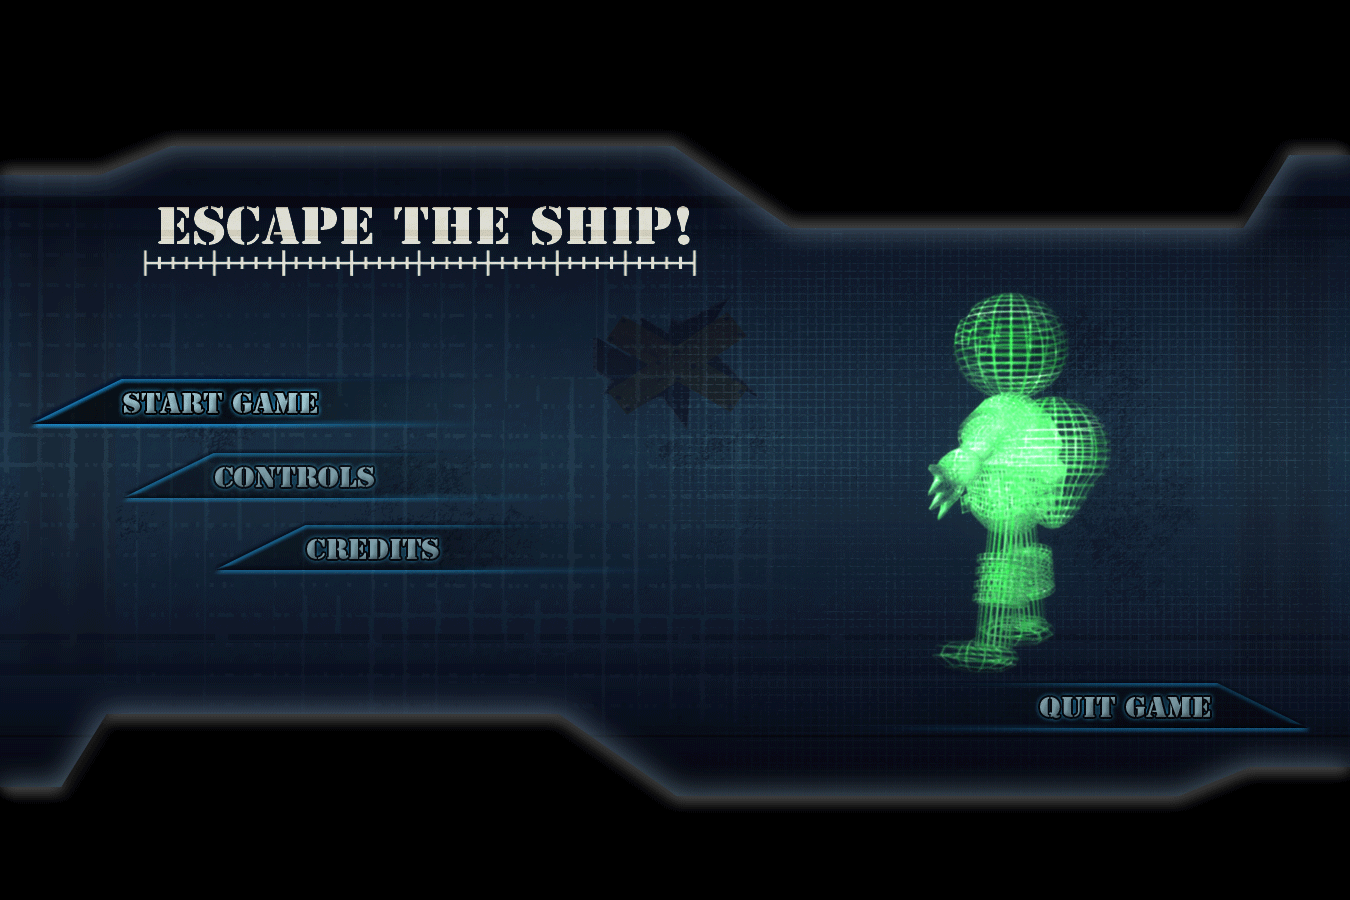 ESCAPE THE SHIP!
START GAME
CONTROLS
CREDITS
QUIT GAME